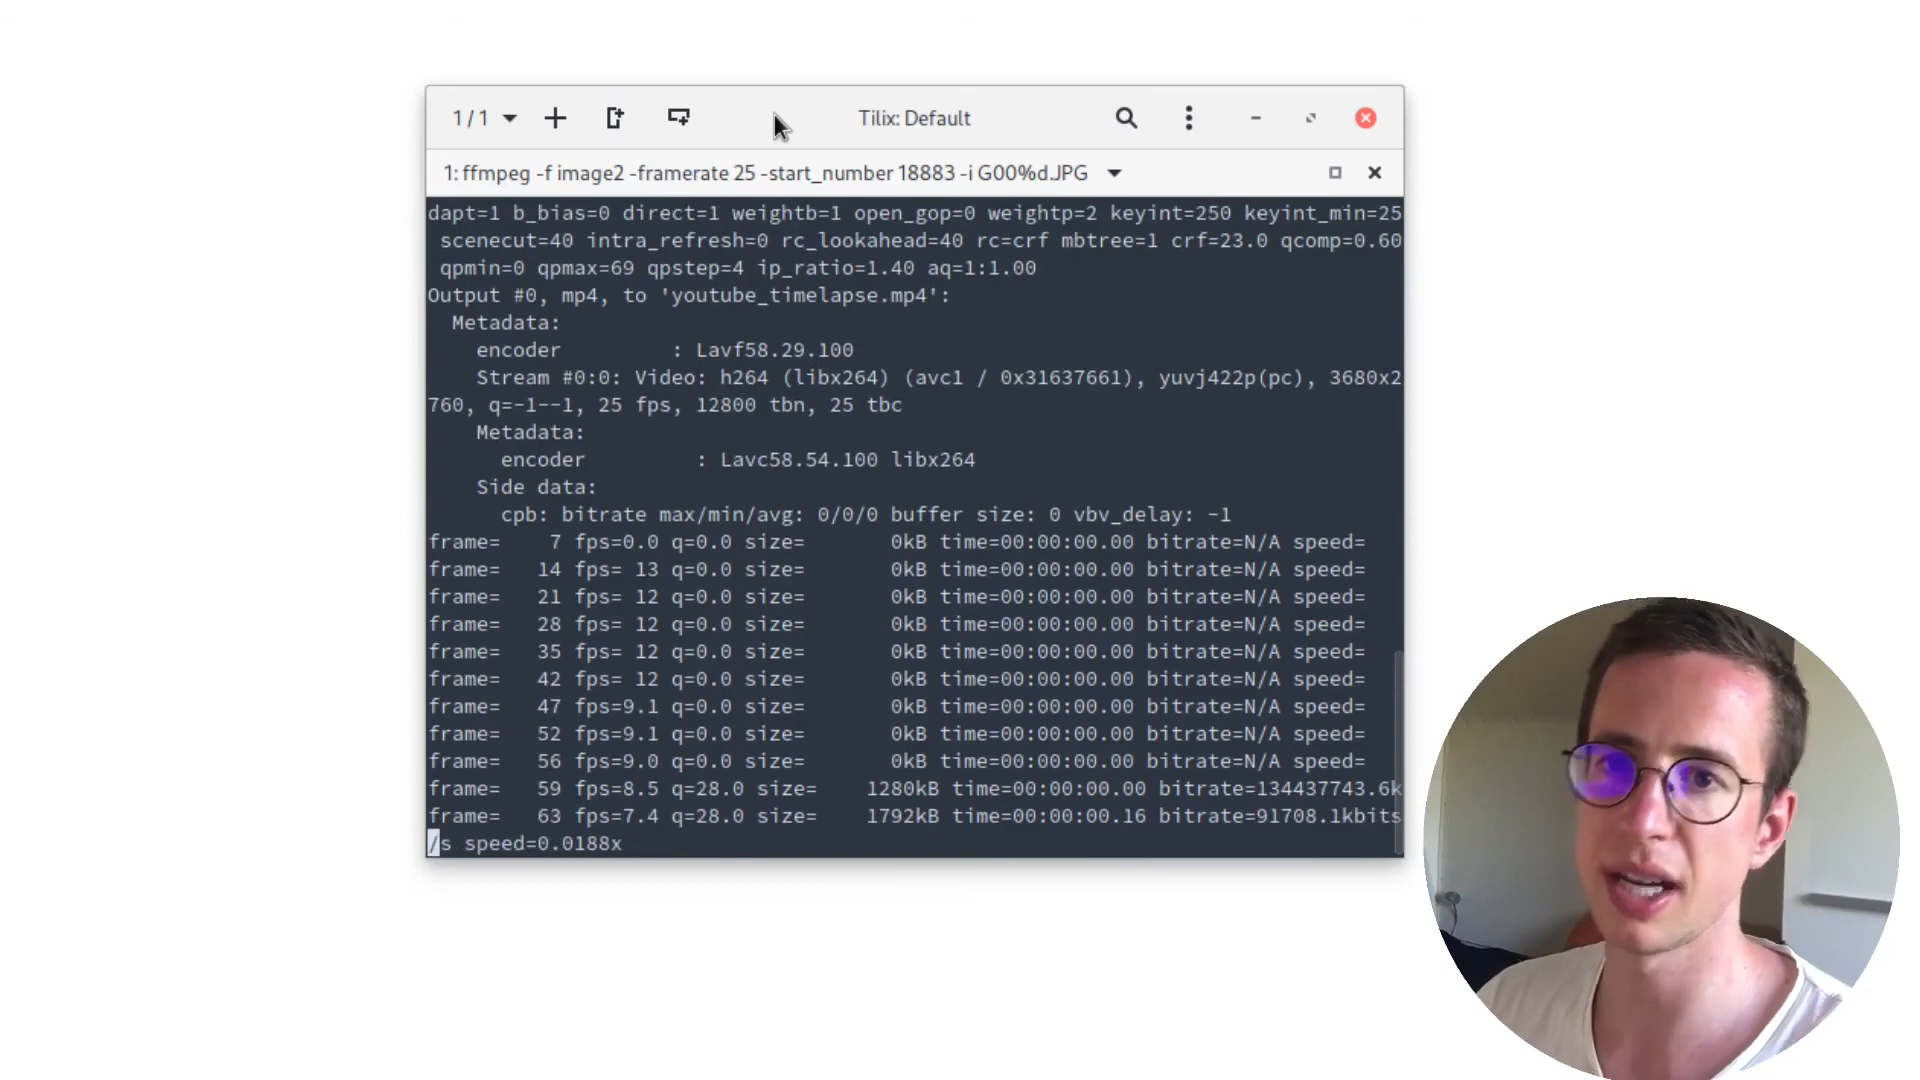 1 / 1
Tilix: Default
1: ffmpeg -f image2 -framerate 25 -start_number 18883 -i G00%d.JPG
dapt=1 b_bias=0 direct=1 weightb=1 open_gop=0 weightp=2 keyint=250 keyint_min=25
scenecut=40 intra_refresh=0 rc_lookahead=40 rc=crf mbtree=1 crf=23.0 qcomp=0.60
qpmin=0 qpmax=69 qpstep=4 ip_ratio=1.40 aq=1:1.00
Output #0, mp4, to 'youtube_timelapse.mp4':
Metadata:
encoder : Lavf58.29.100
Stream #0:0: Video: h264 (libx264) (avc1 / 0x31637661), yuvj422p(pc), 3680x2
760, q=-1--1, 25 fps, 12800 tbn, 25 tbc
Metadata:
encoder : Lavc58.54.100 libx264
Side data:
cpb: bitrate max/min/avg: 0/0/0 buffer size: 0 vbv_delay: -1
frame= 7 fps=0.0 q=0.0 size= 0kB time=00:00:00.00 bitrate=N/A speed=
frame= 14 fps= 13 q=0.0 size= 0kB time=00:00:00.00 bitrate=N/A speed=
frame= 21 fps= 12 q=0.0 size= 0kB time=00:00:00.00 bitrate=N/A speed=
frame= 28 fps= 12 q=0.0 size= 0kB time=00:00:00.00 bitrate=N/A speed=
frame= 35 fps= 12 q=0.0 size= 0kB time=00:00:00.00 bitrate=N/A speed=
frame= 42 fps= 12 q=0.0 size= 0kB time=00:00:00.00 bitrate=N/A speed=
frame= 47 fps=9.1 q=0.0 size= 0kB time=00:00:00.00 bitrate=N/A speed=
frame= 52 fps=9.1 q=0.0 size= 0kB time=00:00:00.00 bitrate=N/A speed=
frame= 56 fps=9.0 q=0.0 size= 0kB time=00:00:00.00 bitrate=N/A speed=
frame= 59 fps=8.5 q=28.0 size= 1280kB time=00:00:00.00 bitrate=134437743.6k
frame= 63 fps=7.4 q=28.0 size= 1792kB time=00:00:00.16 bitrate=91708.1kbits
/s speed=0.0188x